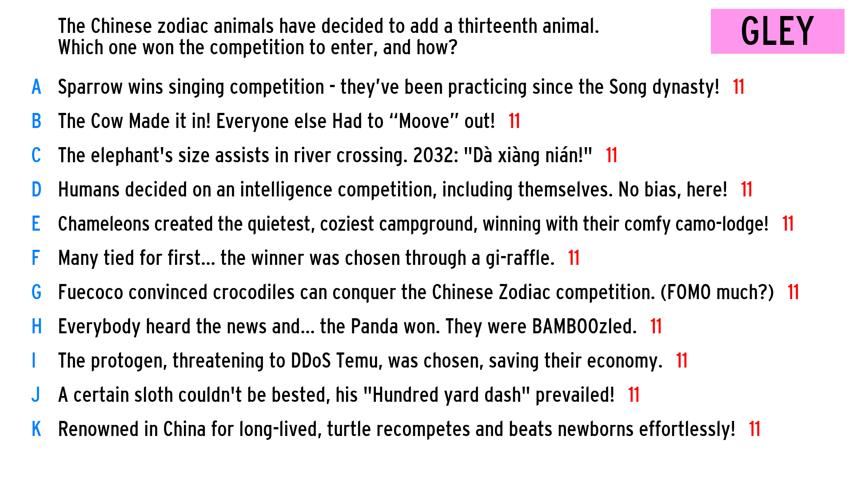 The Chinese zodiac animals have decided to add a thirteenth animal.
Which one won the competition to enter, and how?
GLEY
A Sparrow wins singing competition - they've been practicing since the Song dynasty! 11
B The Cow Made it in! Everyone else Had to “Moove” out! 11
C The elephant's size assists in river crossing. 2032: "Dà xiàng nián!" 11
D Humans decided on an intelligence competition, including themselves. No bias, here! 11
E Chameleons created the quietest, coziest campground, winning with their comfy camo-lodge! 11
F Many tied for first... the winner was chosen through a gi-raffle. 11
G Fuecoco convinced crocodiles can conquer the Chinese Zodiac competition. (FOMO much?) 11
H Everybody heard the news and... the Panda won. They were BAMBOOzled. 11
I The protogen, threatening to DDoS Temu, was chosen, saving their economy. 11
J A certain sloth couldn't be bested, his "Hundred yard dash" prevailed! 11
K Renowned in China for long-lived, turtle recompetes and beats newborns effortlessly! 11